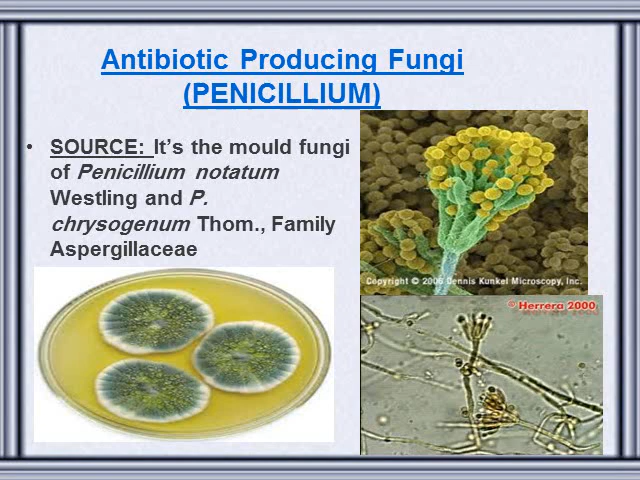 Antibiotic Producing Fungi
(PENICILLIUM)
• SOURCE: It’s the mould fungi
of Penicillium notatum
Westling and P.
chrysogenum Thom., Family
Aspergillaceae
Copyright © 2006 Dennis Kunkel Microscopy, Inc.
© Herrera 2000